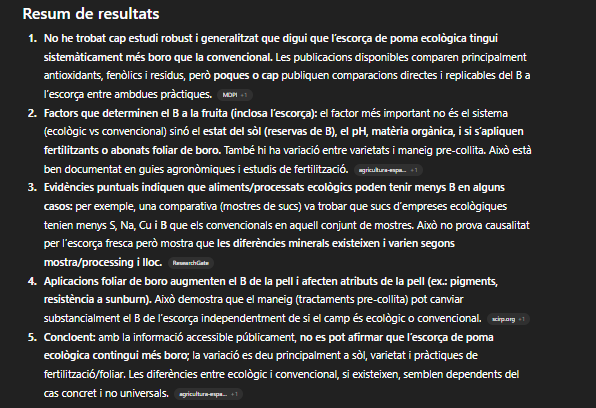 Resum de resultats
1. No he trobat cap estudi robust i generalitzat que digui que l'escorça de poma ecològica tingui
sistemàticament més boro que la convencional. Les publicacions disponibles comparen principalment
antioxidants, fenòlics i residus, però poques o cap publiquen comparacions directes i replicables del B a
l'escorça entre ambdues pràctiques. MDPI +1
2. Factors que determinen el B a la fruita (inclosa l'escorça): el factor més important no és el sistema
(ecològic vs convencional) sinó el estat del sòl (reserves de B), el pH, matèria orgànica, i si s'apliquen
fertilitzants o abonats foliar de boro. També hi ha variació entre varietats i maneig pre-collita. Això està
ben documentat en guies agronòmiques i estudis de fertilització. agricultura-espa... +1
3. Evidències puntuals indiquen que aliments/processats ecològics poden tenir menys B en alguns
casos: per exemple, una comparativa (mostres de sucs) va trobar que sucs d'empreses ecològiques
tenien menys S, Na, Cu i B que els convencionals en aquell conjunt de mostres. Això no prova causalitat
per l'escorça fresca però mostra que les diferències minerals existeixen i varien segons
mostra/processing i lloc. ResearchGate
4. Aplicacions foliar de boro augmenten el B de la pell i afecten atributs de la pell (ex.: pigments,
resistència a sunburn). Això demostra que el maneig (tractaments pre-collita) pot canviar
substancialment el B de l'escorça independentment de si el camp és ecològic o convencional. scirp.org +1
5. Concloent: amb la informació accessible públicament, no es pot afirmar que l'escorça de poma
ecològica contingui més boro; la variació es deu principalment a sòl, varietat i pràctiques de
fertilització/foliar. Les diferències entre ecològic i convencional, si existeixen, semblen dependents del
cas concret i no universals. agricultura-espa... +1